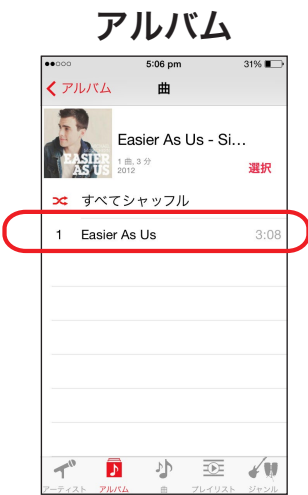 アルバム
5:06 pm
31%
アルバム
曲
Easier As Us - Si...
EASIER
AS US
1 曲, 3 分
2012
選択
すべてシャッフル
1 Easier As Us 3:08
アーティスト アルバム 曲 プレイリスト ジャンル